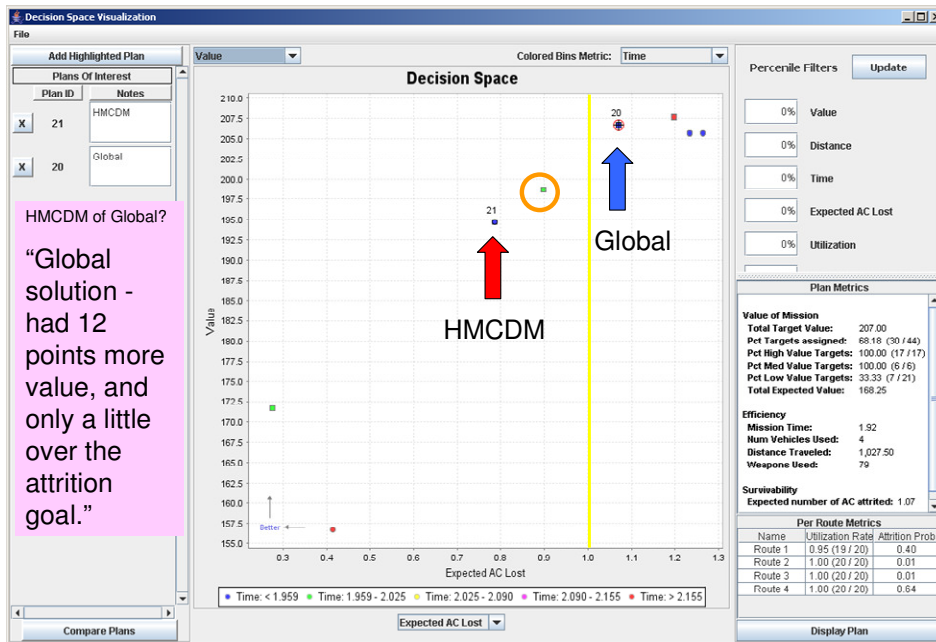 Decision Space Visualization
File
Add Highlighted Plan
Plans Of Interest
Plan ID Notes
X 21 HMCDM
X 20 Global
HMCDM of Global?
“Global
solution -
had 12
points more
value, and
only a little
over the
attrition
goal.”
Compare Plans
Value
Colored Bins Metric: Time
Decision Space
210.0
207.5
205.0
202.5
200.0
197.5
195.0
192.5
190.0
187.5
185.0
182.5
180.0
177.5
175.0
172.5
170.0
167.5
165.0
162.5
160.0
157.5
155.0
Value
20
21
Global
HMCDM
Better
0.3 0.4 0.5 0.6 0.7 0.8 0.9 1.0 1.1 1.2 1.3
Expected AC Lost
Time: < 1.959 Time: 1.959 - 2.025 Time: 2.025 - 2.090 Time: 2.090 - 2.155 Time: > 2.155
Expected AC Lost
Percenile Filters Update
0% Value
0% Distance
0% Time
0% Expected AC Lost
0% Utilization
Plan Metrics
Value of Mission
Total Target Value: 207.00
Pct Targets assigned: 68.18 (30 / 44)
Pct High Value Targets: 100.00 (17 / 17)
Pct Med Value Targets: 100.00 (6 / 6)
Pct Low Value Targets: 33.33 (7 / 21)
Total Expected Value: 168.25
Efficiency
Mission Time: 1.92
Num Vehicles Used: 4
Distance Traveled: 1,027.50
Weapons Used: 79
Survivability
Expected number of AC attrited: 1.07
Per Route Metrics
Name Utilization Rate Attrition Prob
Route 1 0.95 (19 / 20) 0.40
Route 2 1.00 (20 / 20) 0.01
Route 3 1.00 (20 / 20) 0.01
Route 4 1.00 (20 / 20) 0.64
Display Plan